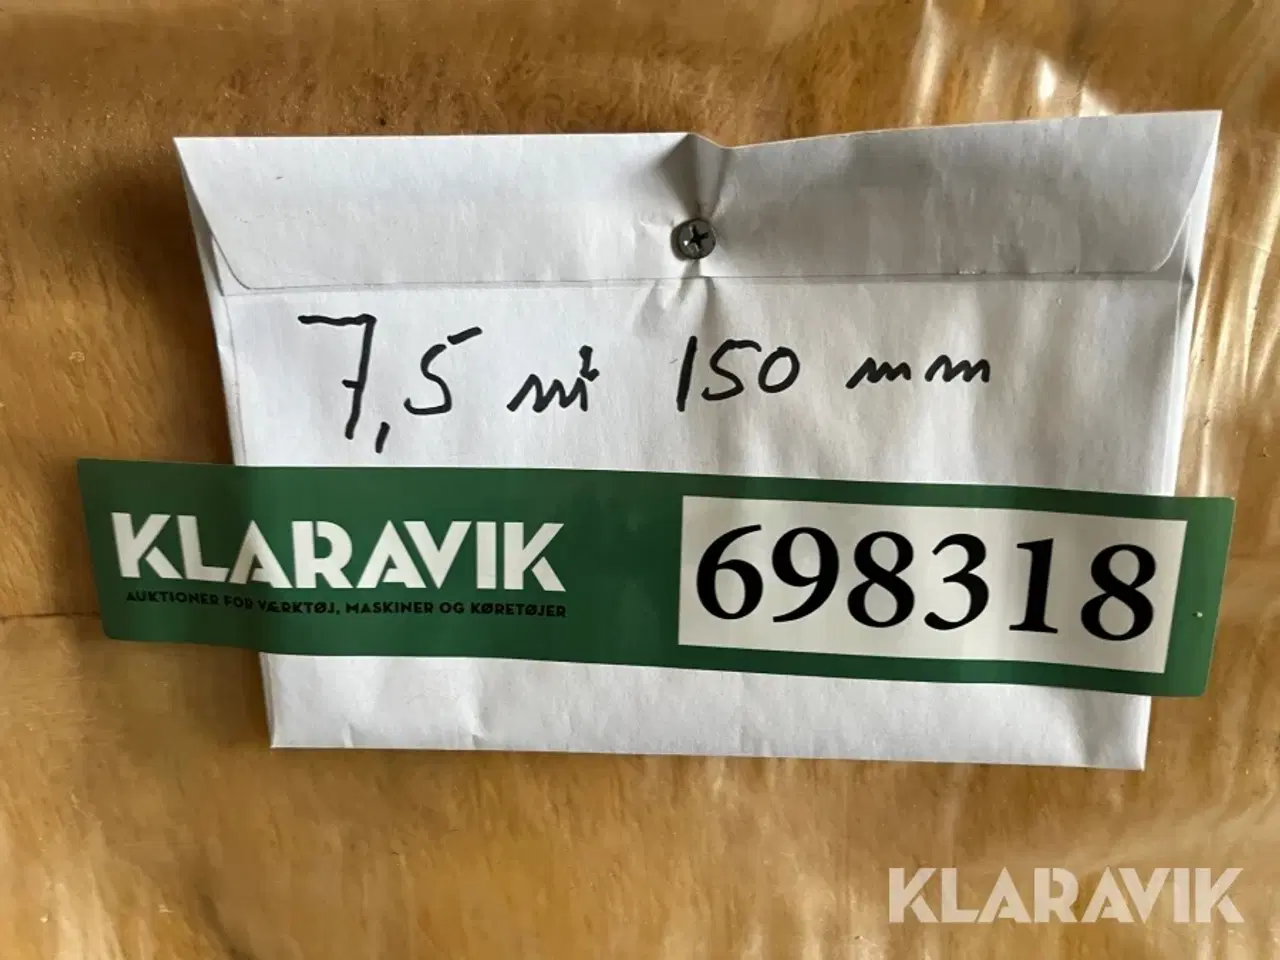 7,5 m² 150 mm
KLARAVIK
AUKTIONER FOR VÆRKTØJ, MASKINER OG KØRETØJER
698318
KLARAVIK